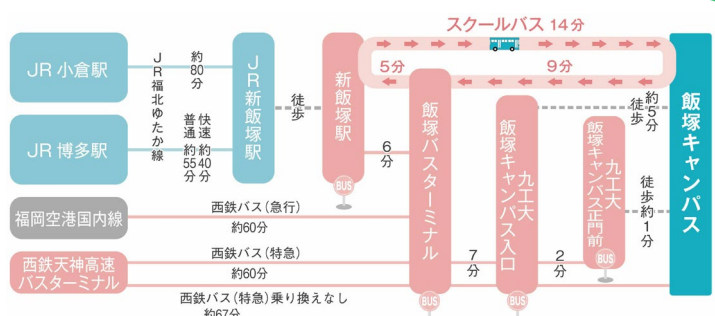 スクールバス 14分
5分
9分
JR 小倉駅
約80分
JR福北ゆたか線
JR 博多駅
快速 約40分
普通 約55分
JR新飯塚駅
徒歩
新飯塚駅
BUS
6分
飯塚バスターミナル
BUS
7分
九工大
飯塚キャンパス入口
BUS
2分
九工大
飯塚キャンパス正門前
BUS
徒歩
約5分
徒歩約1分
飯塚キャンパス
福岡空港国内線
西鉄バス(急行)
約60分
西鉄天神高速
バスターミナル
西鉄バス(特急)
約60分
西鉄バス(特急)乗り換えなし
約67分